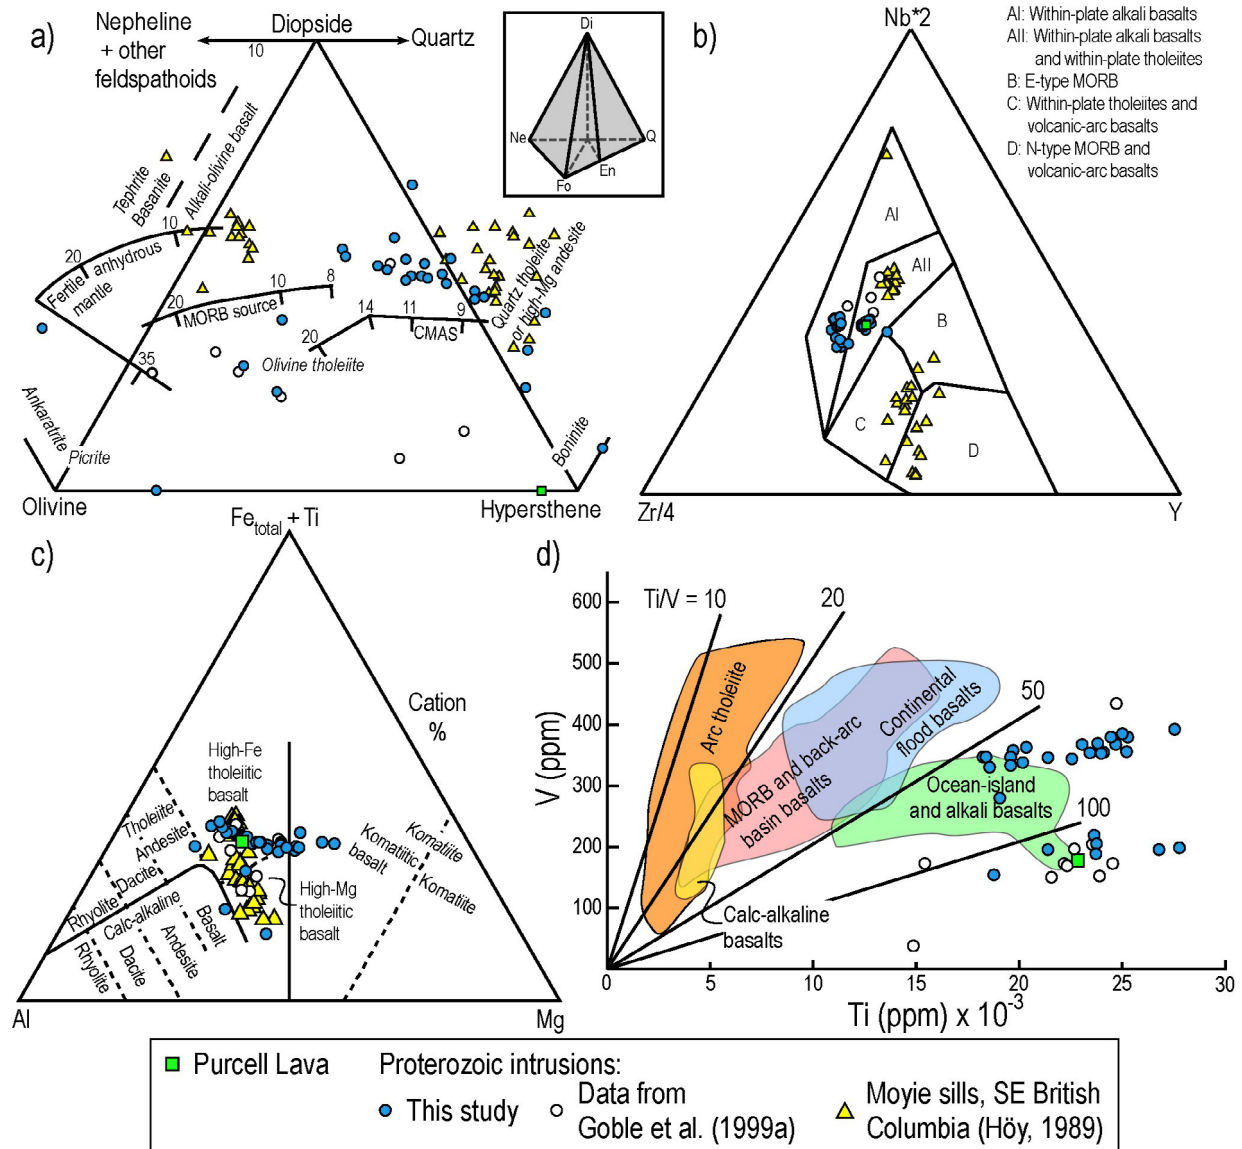 a)
Nepheline
+ other
feldspathoids
Diopside
Quartz
10
Tephrite
Basanite
Alkali-olivine basalt
10
20
Fertile
mantle
anhydrous
35
20
10
8
MORB source
14
11
9
20
CMAS
Olivine tholeiite
Quartz tholeiite
or high-Mg andesite
Ankaratrite
Picrite
Boninite
Olivine
Hypersthene
Di
Ne
Q
En
Fo
b)
Nb*2
AI: Within-plate alkali basalts
AII: Within-plate alkali basalts
and within-plate tholeiites
B: E-type MORB
C: Within-plate tholeiites and
volcanic-arc basalts
D: N-type MORB and
volcanic-arc basalts
AI
AII
B
C
D
Zr/4
Y
c)
Fetotal + Ti
Cation
%
High-Fe
tholeiitic
basalt
Tholeiite
Andesite
Dacite
Rhyolite
Calc-alkaline
Basalt
Andesite
Dacite
Rhyolite
High-Mg
tholeiitic
basalt
Komatiitic
basalt
Komatiite
Komatiite
Al
Mg
d)
V (ppm)
600
500
400
300
200
100
Ti/V = 10
20
50
100
Arc tholeiite
MORB and back-arc
basin basalts
Continental
flood basalts
Ocean-island
and alkali basalts
Calc-alkaline
basalts
0
5
10
15
20
25
30
Ti (ppm) x 10-3
Purcell Lava
Proterozoic intrusions:
This study
Data from
Goble et al. (1999a)
Moyie sills, SE British
Columbia (Höy, 1989)